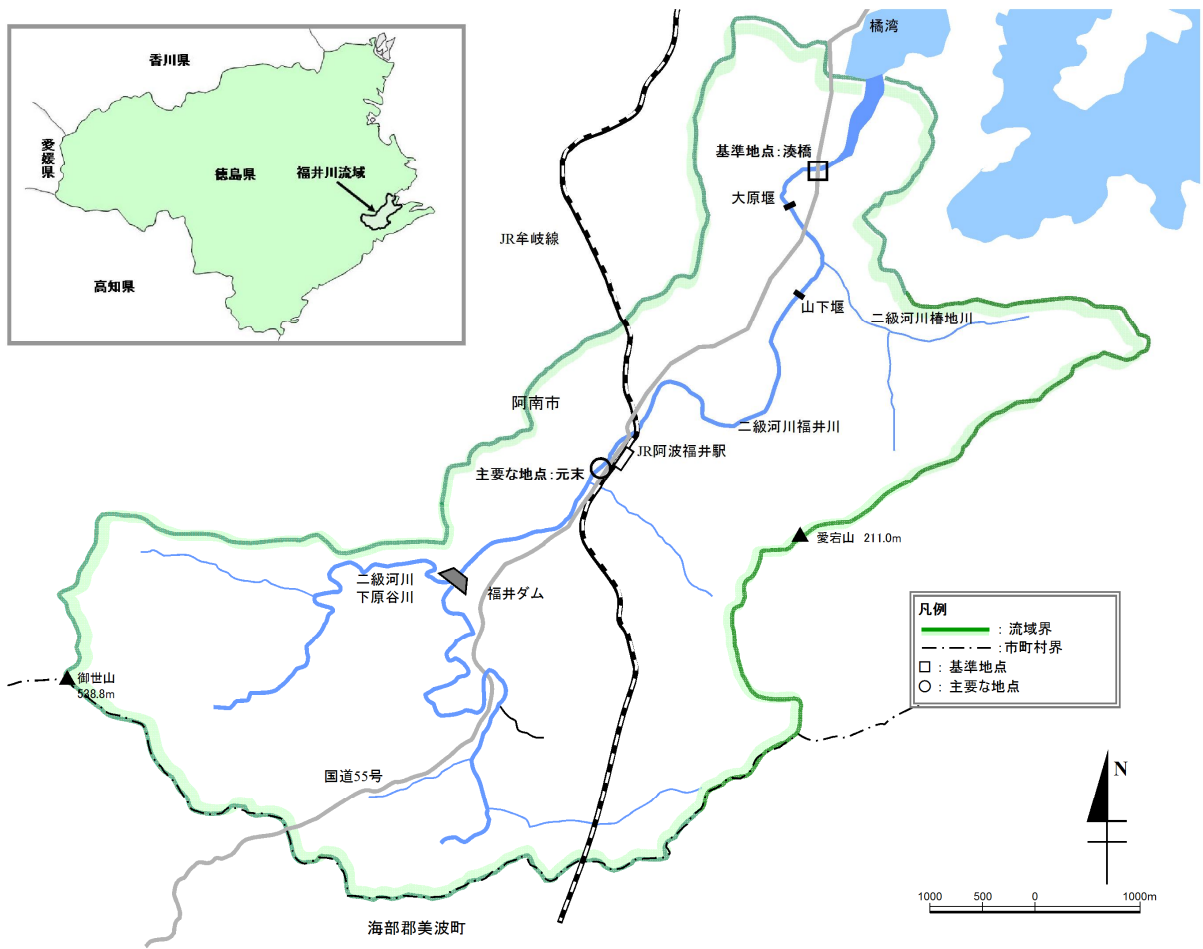 香川県
愛媛県
徳島県
福井川流域
高知県
橘湾
基準地点：湊橋
大原堰
JR牟岐線
山下堰
二級河川椿地川
阿南市
二級河川福井川
JR阿波福井駅
主要な地点：元末
愛宕山 211.0m
二級河川
下原谷川
福井ダム
御世山
538.8m
国道55号
海部郡美波町
凡例
：流域界
：市町村界
：基準地点
：主要な地点
N
1000 500 0 1000m